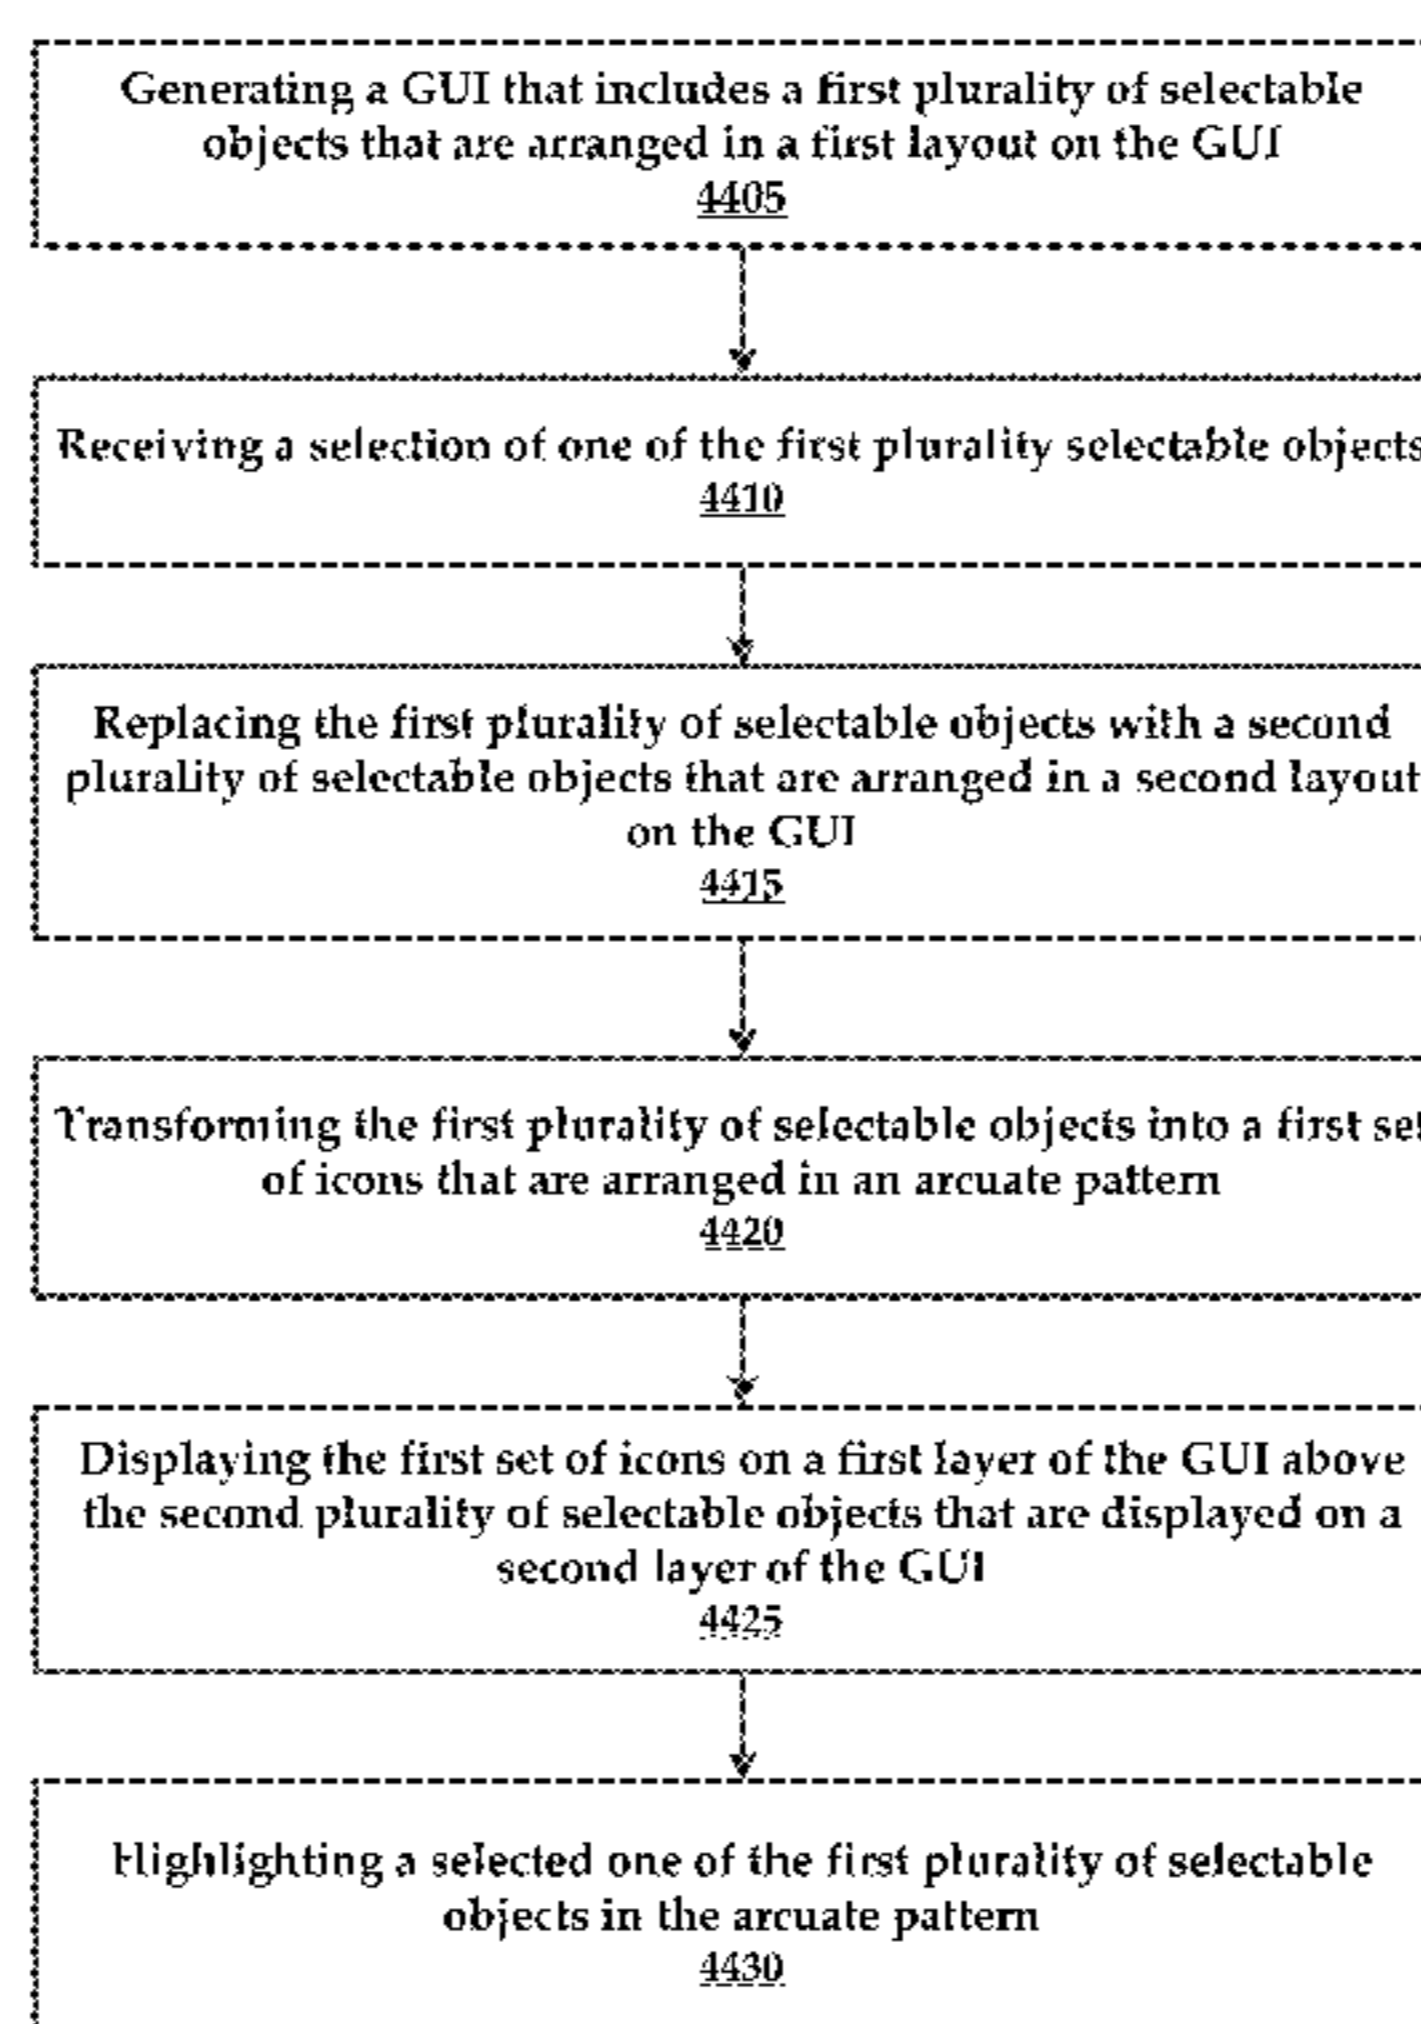 Generating a GUI that includes a first plurality of selectable
objects that are arranged in a first layout on the GUI
4405
Receiving a selection of one of the first plurality selectable objects
4410
Replacing the first plurality of selectable objects with a second
plurality of selectable objects that are arranged in a second layout
on the GUI
4415
Transforming the first plurality of selectable objects into a first set
of icons that are arranged in an arcuate pattern
4420
Displaying the first set of icons on a first layer of the GUI above
the second plurality of selectable objects that are displayed on a
second layer of the GUI
4425
Highlighting a selected one of the first plurality of selectable
objects in the arcuate pattern
4430